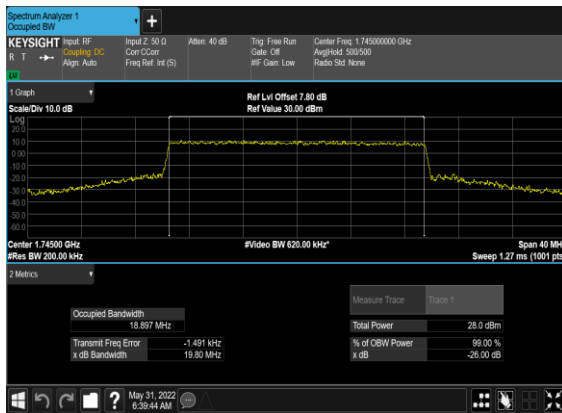 Spectrum Analyzer 1
Occupied BW
KEYSIGHT
R T
Input: RF
Coupling: DC
Align: Auto
Input Z: 50 Ω
Corr CCorr
Freq Ref: Int (S)
Atten: 40 dB
Trig: Free Run
Gate: Off
#IF Gain: Low
Center Freq: 1.745000000 GHz
Avg|Hold: 500/500
Radio Std: None
1 Graph
Scale/Div 10.0 dB
Ref Lvl Offset 7.80 dB
Ref Value 30.00 dBm
Log
20.0
10.0
0.00
-10.0
-20.0
-30.0
-40.0
-50.0
-60.0
Center 1.74500 GHz
#Res BW 200.00 kHz
#Video BW 620.00 kHz*
Span 40 MH
Sweep 1.27 ms (1001 pts
2 Metrics
Measure Trace Trace 1
Occupied Bandwidth
18.897 MHz
Total Power 28.0 dBm
Transmit Freq Error -1.491 kHz
% of OBW Power 99.00 %
x dB Bandwidth 19.80 MHz
x dB -26.00 dB
?
May 31, 2022
6:39:44 AM